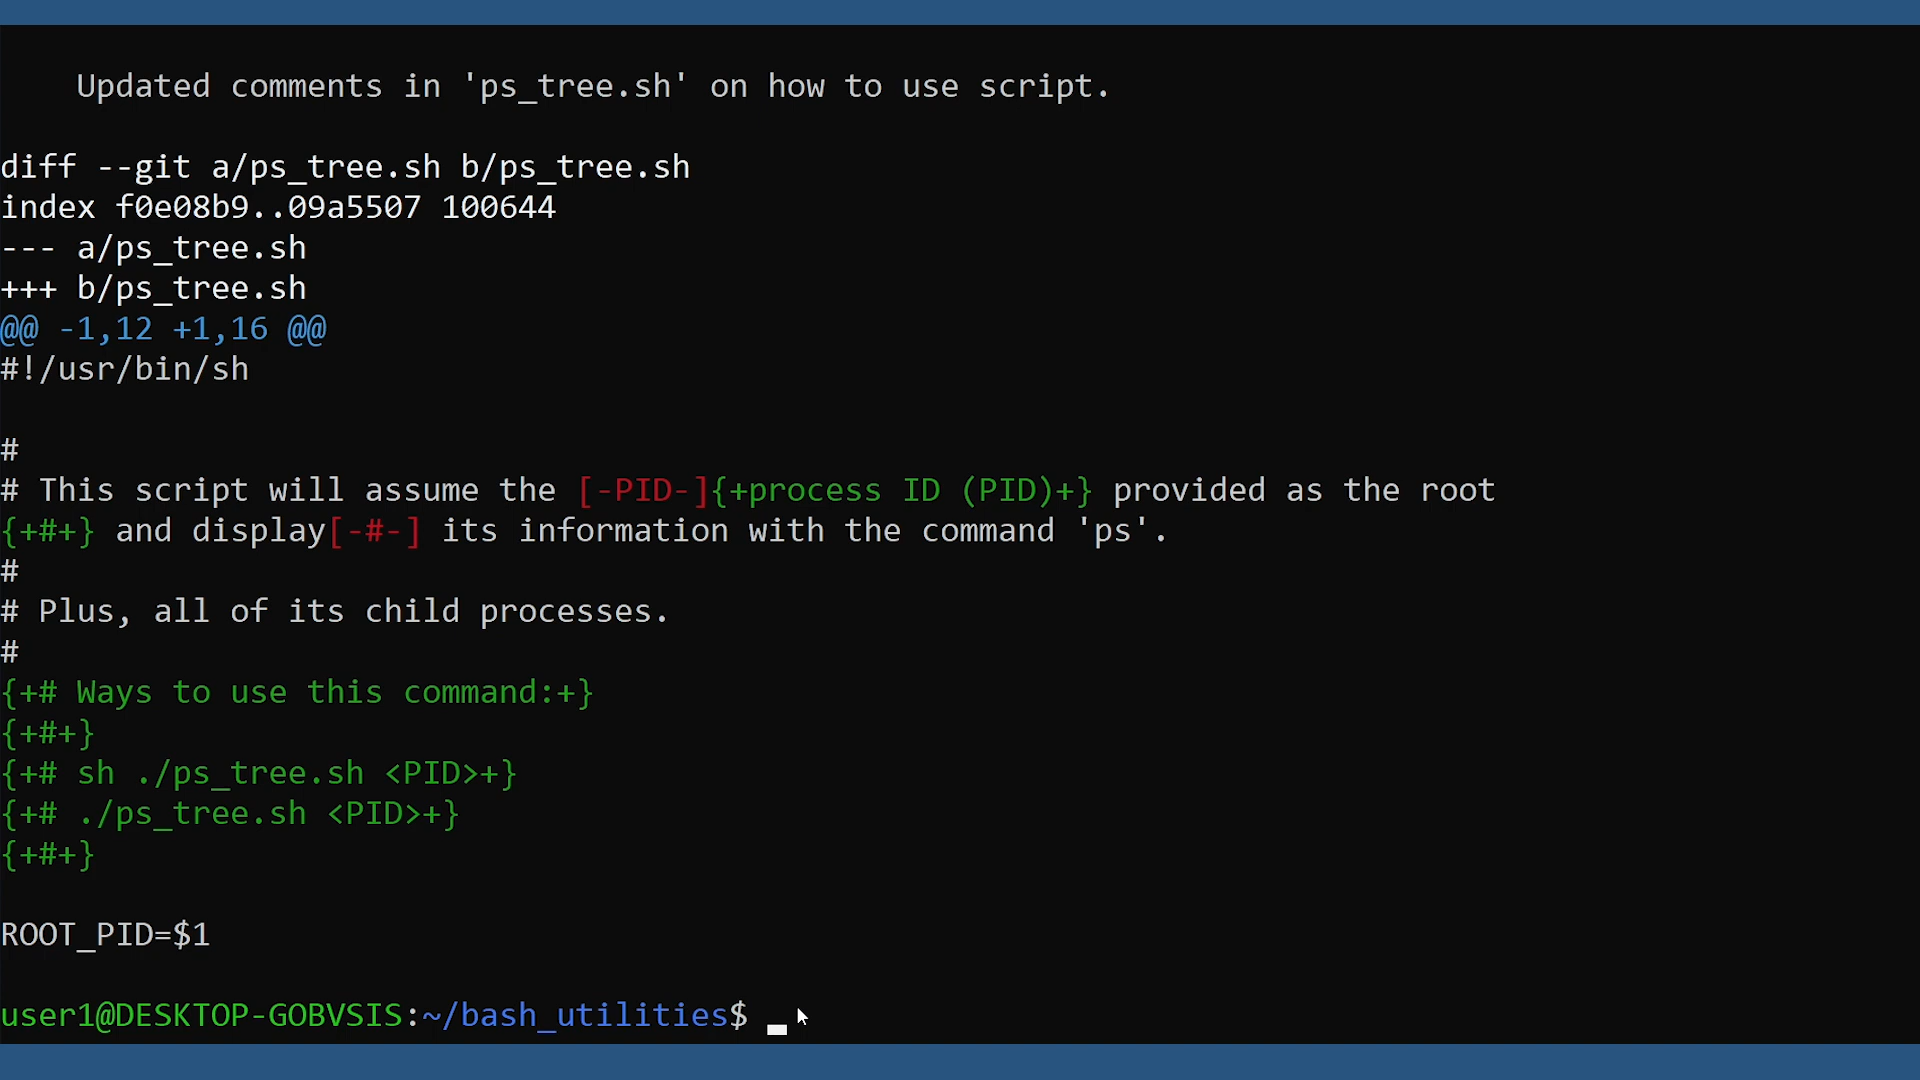 Updated comments in 'ps_tree.sh' on how to use script.
diff --git a/ps_tree.sh b/ps_tree.sh
index f0e08b9..09a5507 100644
--- a/ps_tree.sh
+++ b/ps_tree.sh
@@ -1,12 +1,16 @@
#!/usr/bin/sh
#
# This script will assume the [-PID-]{+process ID (PID)+} provided as the root
{+#+} and display[-#-] its information with the command 'ps'.
#
# Plus, all of its child processes.
#
{+# Ways to use this command:+}
{+#+}
{+# sh ./ps_tree.sh <PID>+}
{+# ./ps_tree.sh <PID>+}
{+#+}
ROOT_PID=$1
user1@DESKTOP-GOBVSIS:~/bash_utilities$